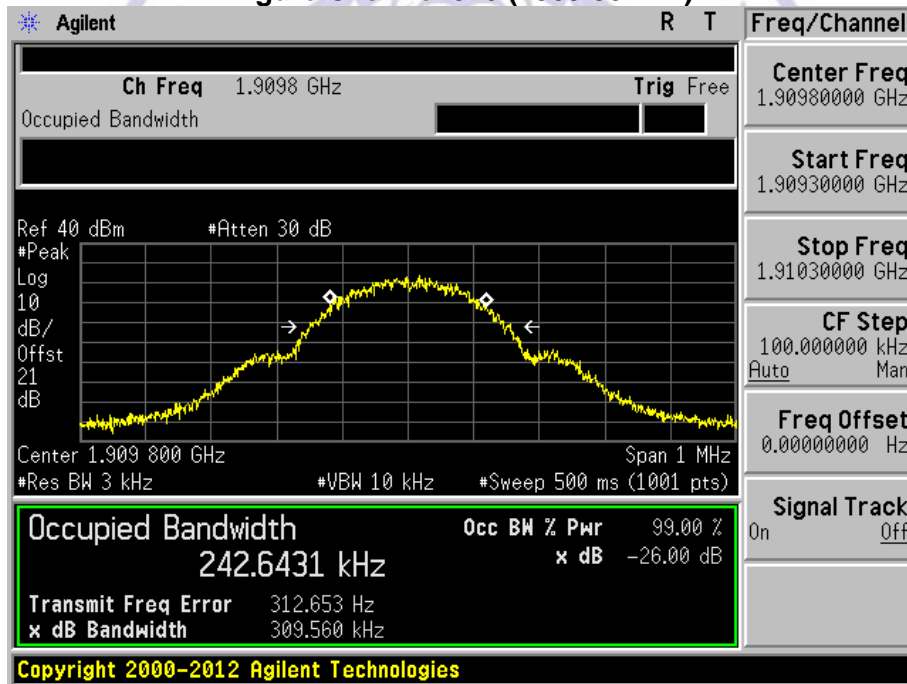 Agilent R T Freq/Channel
Ch Freq 1.9098 GHz Trig Free
Occupied Bandwidth
Center Freq
1.90980000 GHz
Start Freq
1.90930000 GHz
Stop Freq
1.91030000 GHz
CF Step
100.000000 kHz
Auto Man
Freq Offset
0.00000000 Hz
Signal Track
On Off
Ref 40 dBm #Atten 30 dB
#Peak
Log
10
dB/
Offst
21
dB
Center 1.909 800 GHz Span 1 MHz
#Res BW 3 kHz #VBW 10 kHz #Sweep 500 ms (1001 pts)
Occupied Bandwidth Occ BW % Pwr 99.00 %
242.6431 kHz x dB -26.00 dB
Transmit Freq Error 312.653 Hz
x dB Bandwidth 309.560 kHz
Copyright 2000-2012 Agilent Technologies